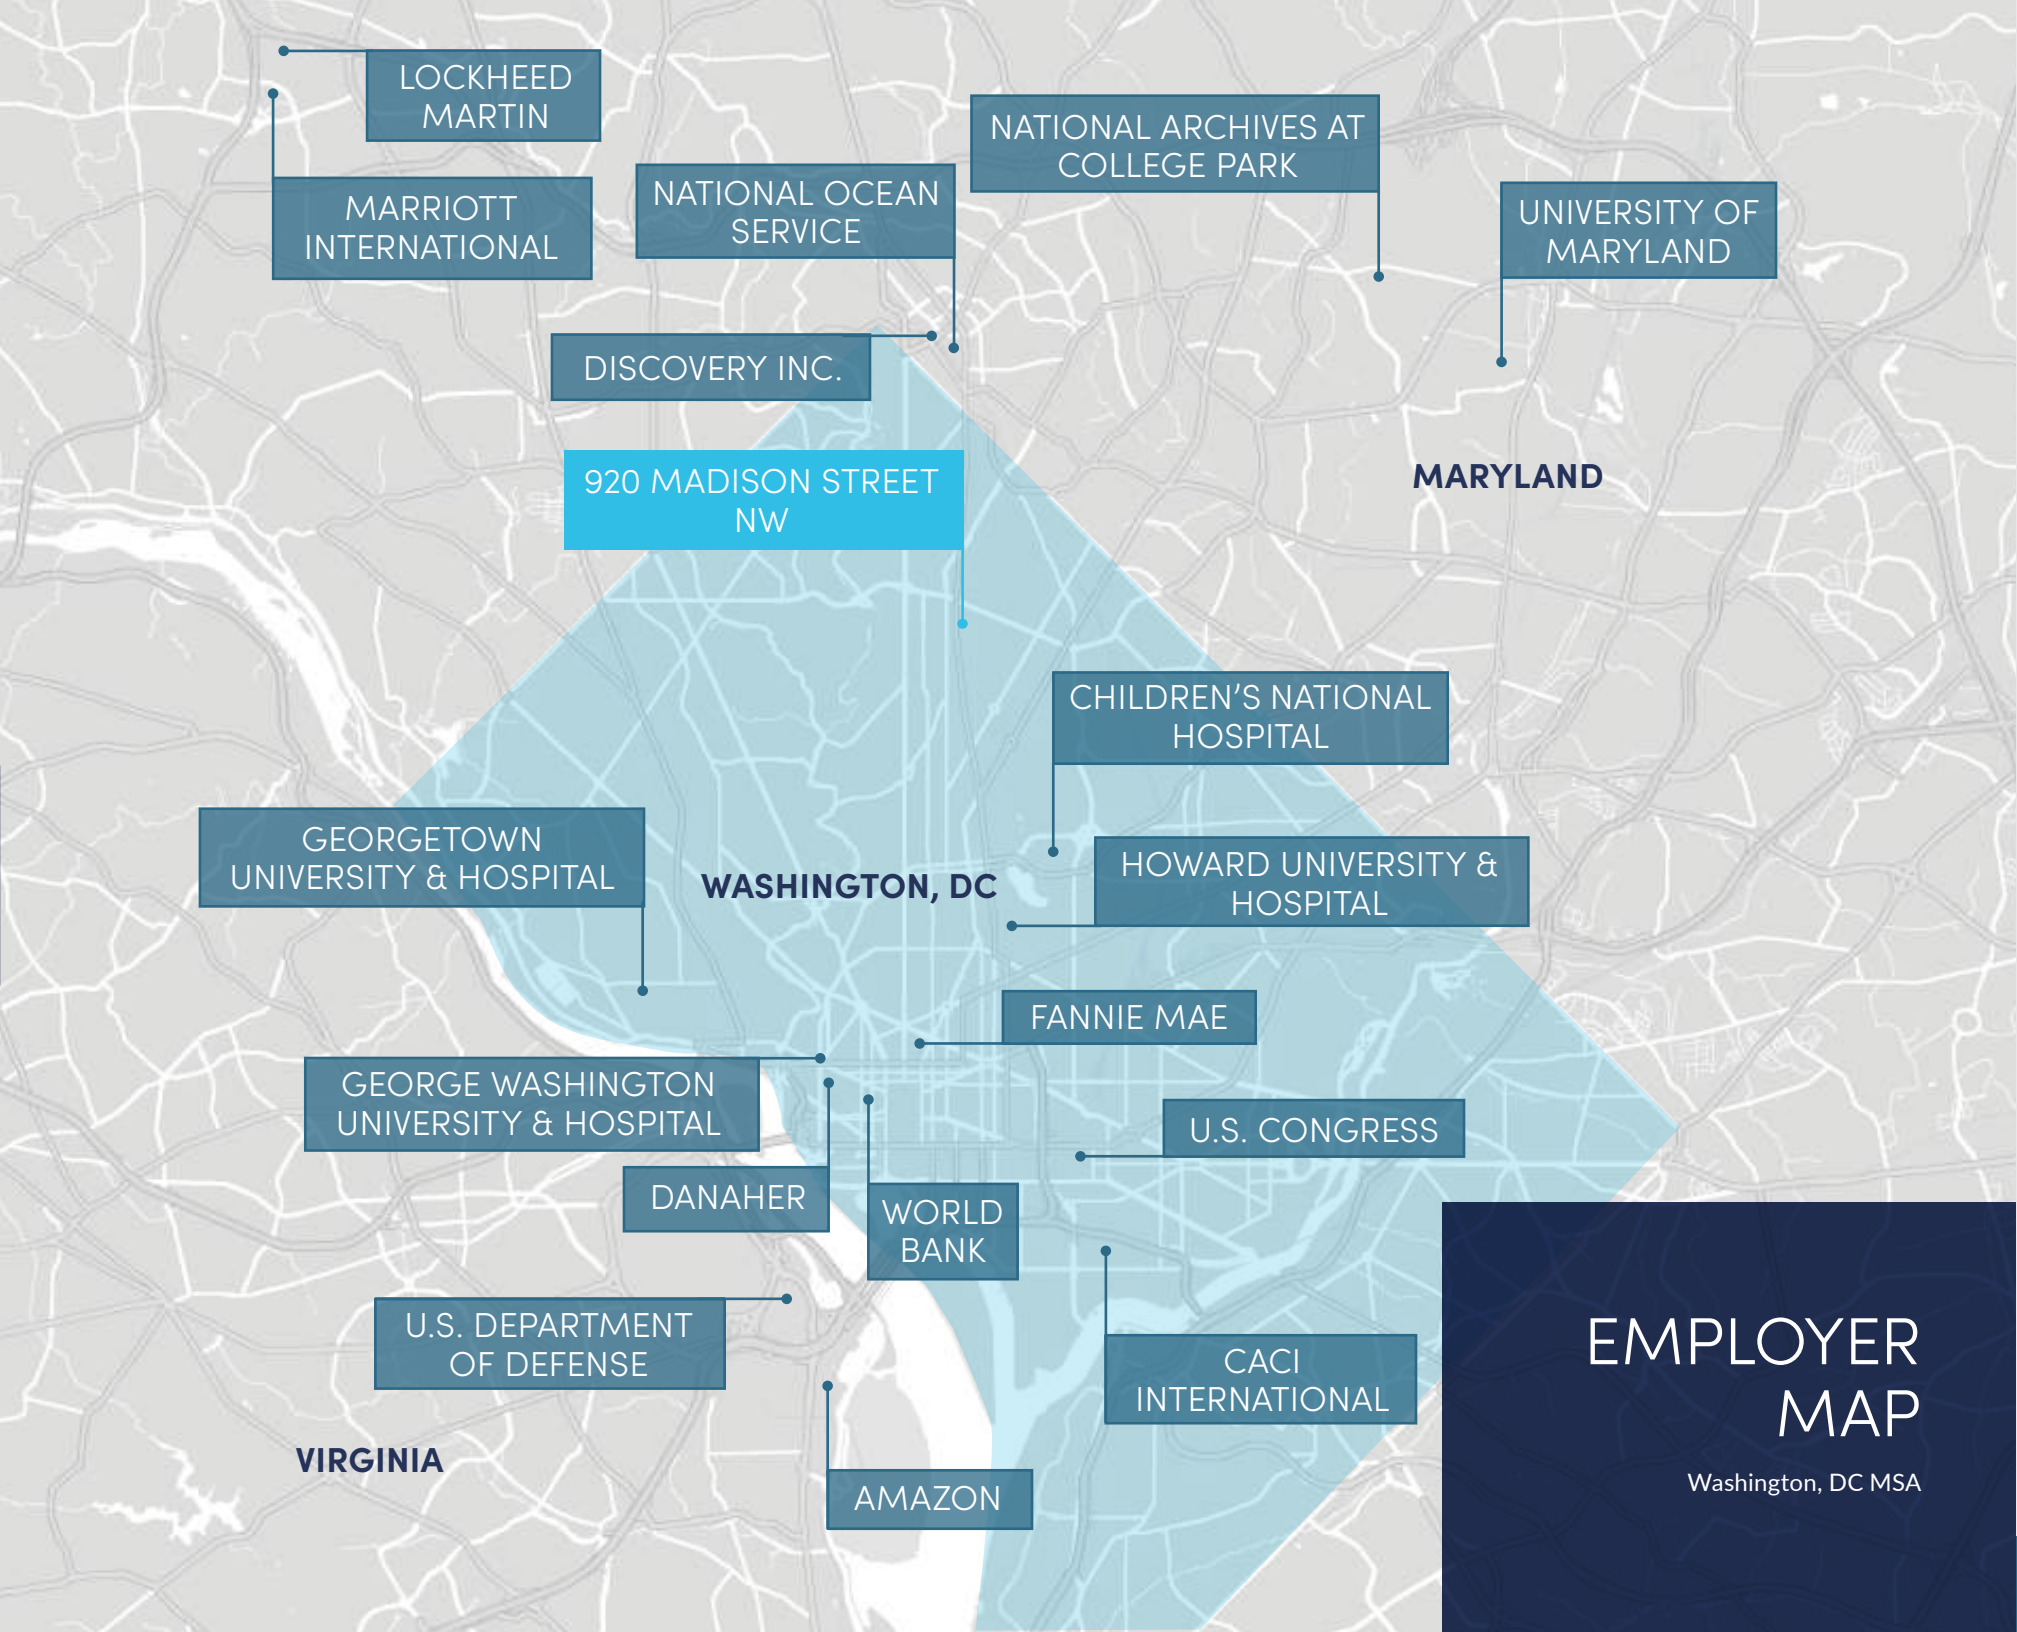 LOCKHEED
MARTIN
MARRIOTT
INTERNATIONAL
NATIONAL OCEAN
SERVICE
NATIONAL ARCHIVES AT
COLLEGE PARK
UNIVERSITY OF
MARYLAND
DISCOVERY INC.
920 MADISON STREET
NW
MARYLAND
CHILDREN’S NATIONAL
HOSPITAL
GEORGETOWN
UNIVERSITY & HOSPITAL
WASHINGTON, DC
HOWARD UNIVERSITY &
HOSPITAL
FANNIE MAE
GEORGE WASHINGTON
UNIVERSITY & HOSPITAL
U.S. CONGRESS
DANAHER
WORLD
BANK
U.S. DEPARTMENT
OF DEFENSE
CACI
INTERNATIONAL
VIRGINIA
AMAZON
EMPLOYER
MAP
Washington, DC MSA